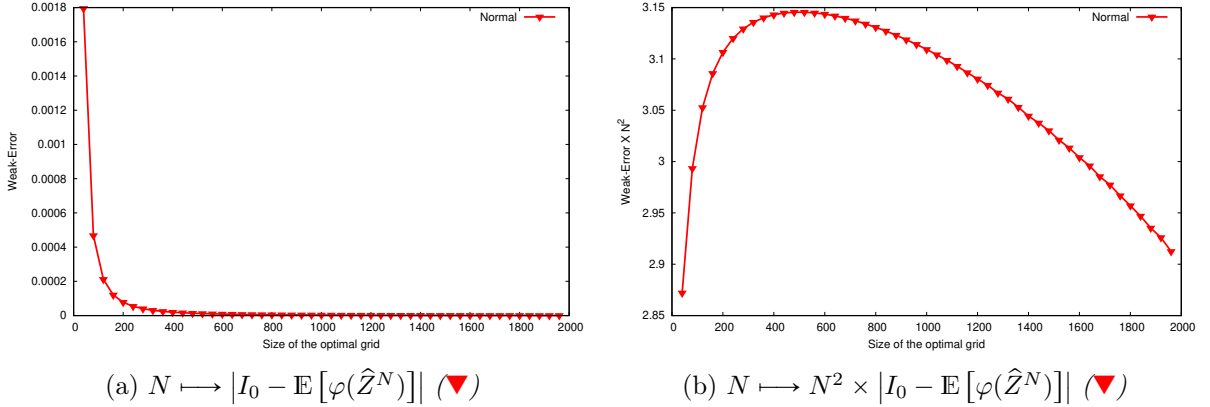 0.0018
0.0016
0.0014
0.0012
0.001
0.0008
0.0006
0.0004
0.0002
0
0 200 400 600 800 1000 1200 1400 1600 1800 2000
Weak-Error
Size of the optimal grid
Normal
3.15
3.1
3.05
3
2.95
2.9
2.85
0 200 400 600 800 1000 1200 1400 1600 1800 2000
Weak-Error X N²
Size of the optimal grid
Normal
(a) N ⟼ |I₀ − 𝔼[φ(Ẑᴺ)]| (▼)
(b) N ⟼ N² × |I₀ − 𝔼[φ(Ẑᴺ)]| (▼)